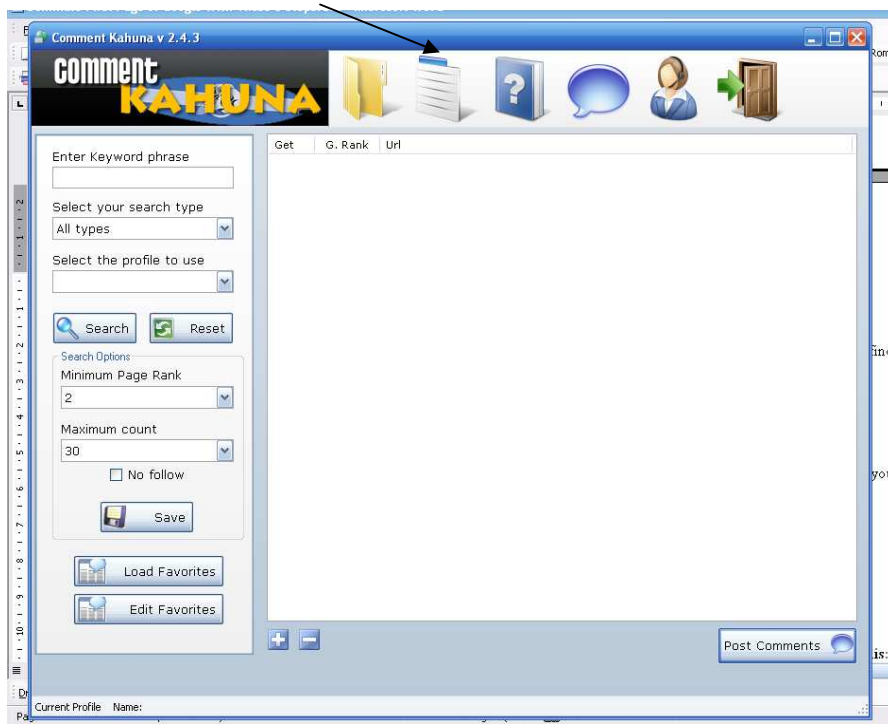 Comment Kahuna v 2.4.3
comment
KAHUNA
Enter Keyword phrase
Select your search type
All types
Select the profile to use
Search Reset
Search Options
Minimum Page Rank
2
Maximum count
30
No follow
Save
Load Favorites
Edit Favorites
Get G. Rank Url
Post Comments
Current Profile Name: